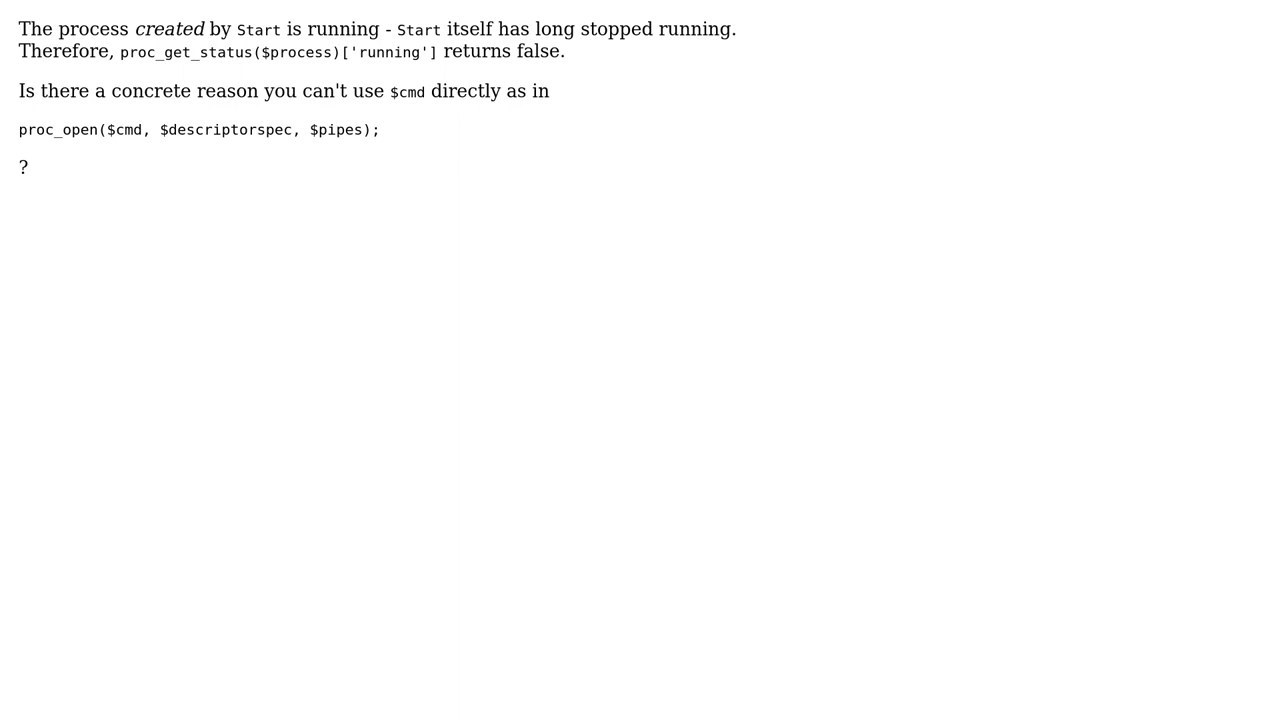 The process created by Start is running - Start itself has long stopped running.
Therefore, proc_get_status($process)['running'] returns false.
Is there a concrete reason you can't use $cmd directly as in
proc_open($cmd, $descriptorspec, $pipes);
?